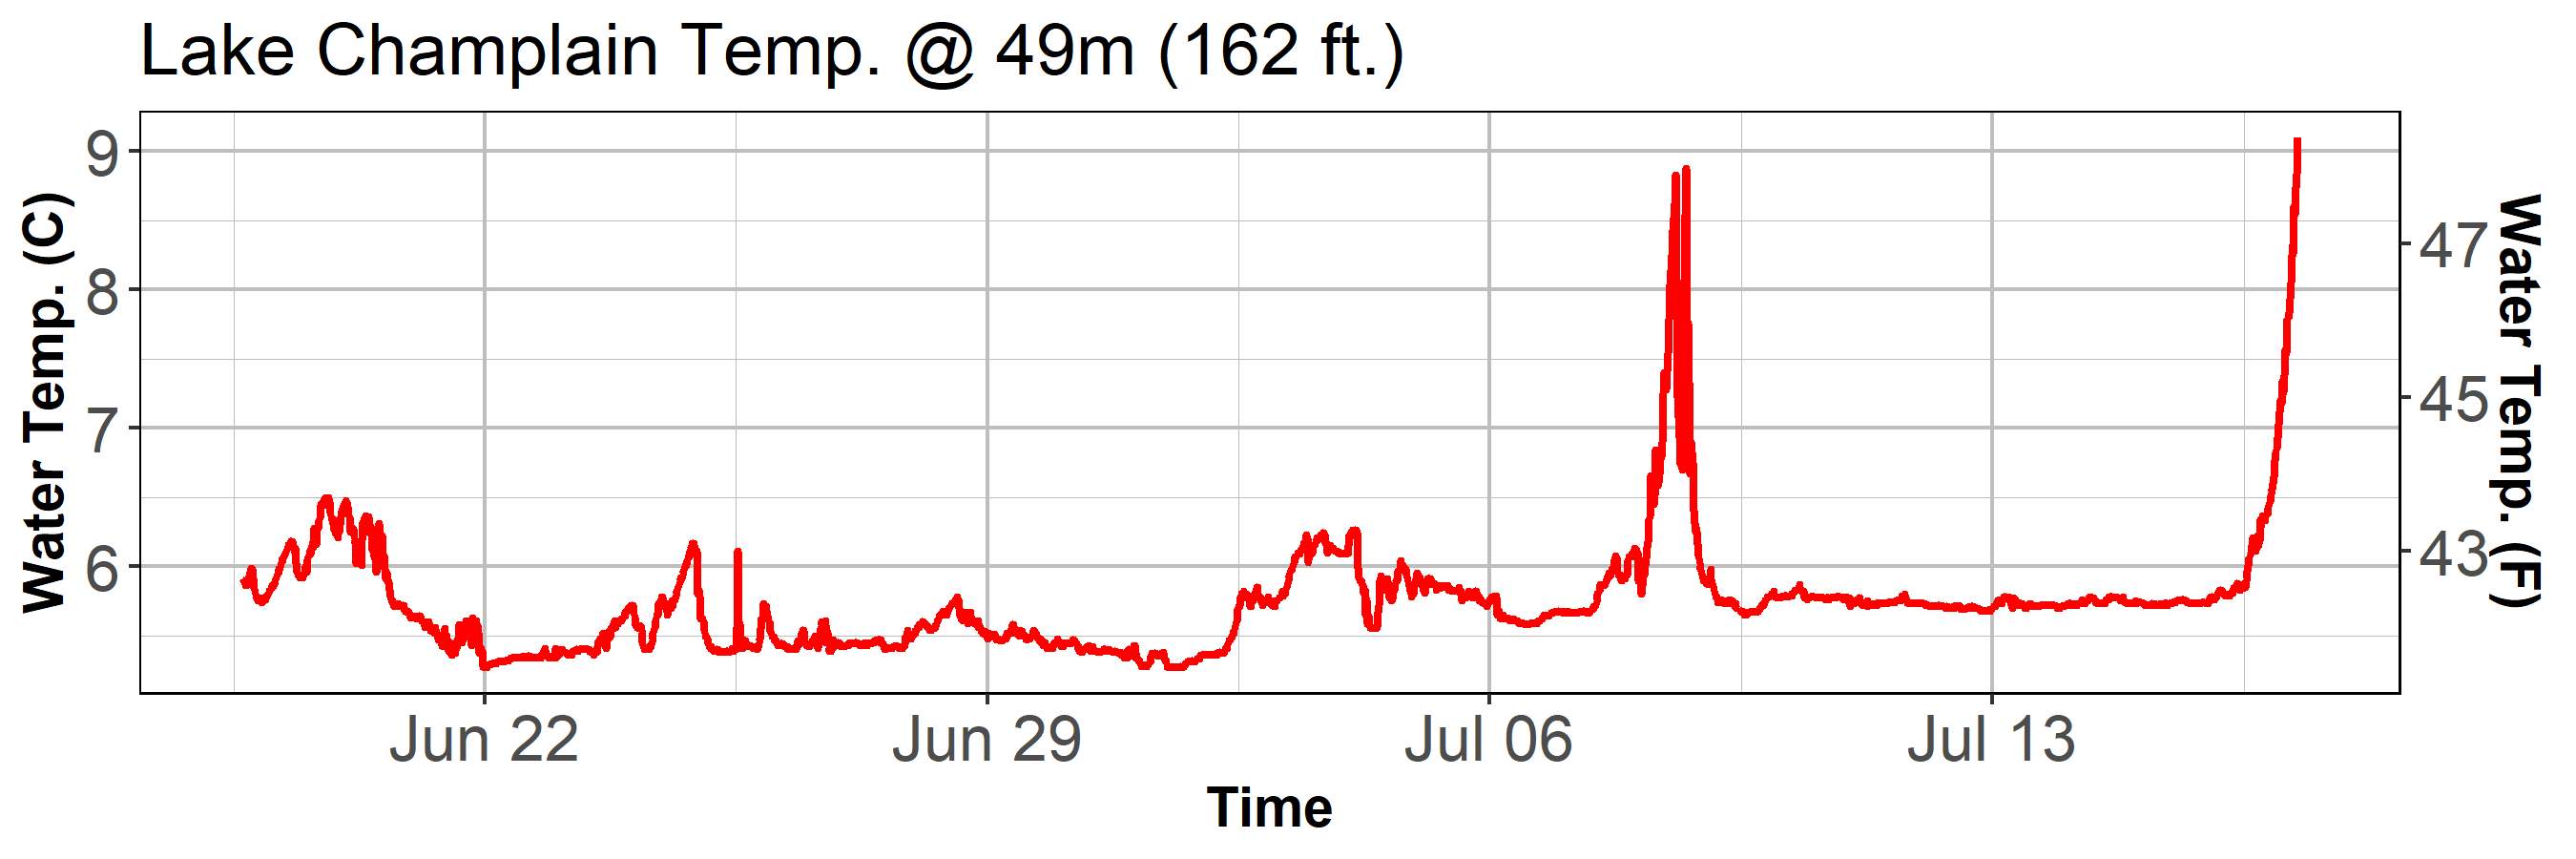 Lake Champlain Temp. @ 49m (162 ft.)
Water Temp. (C)
9
8
7
6
47
45
43
Water Temp. (F)
Jun 22
Jun 29
Jul 06
Jul 13
Time